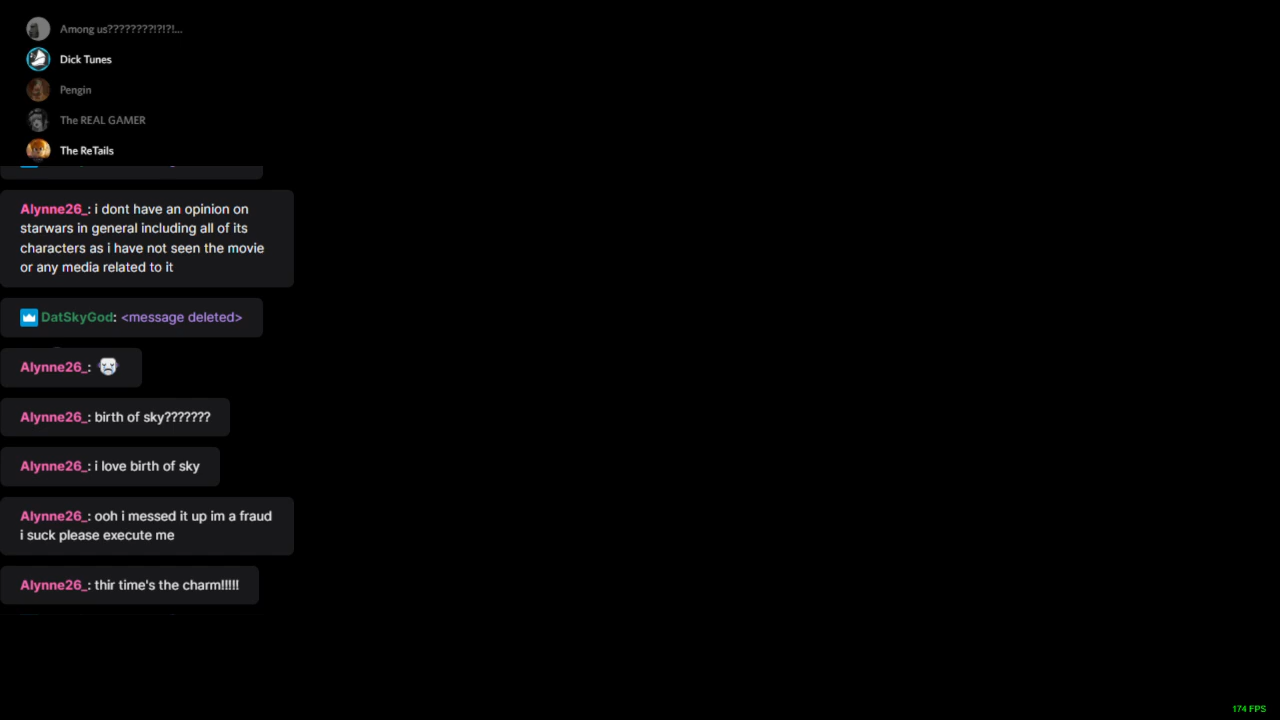 Among us????????!?!?!...
Dick Tunes
Pengin
The REAL GAMER
The ReTails
Alynne26_: i dont have an opinion on
starwars in general including all of its
characters as i have not seen the movie
or any media related to it
DatSkyGod: <message deleted>
Alynne26_:
Alynne26_: birth of sky???????
Alynne26_: i love birth of sky
Alynne26_: ooh i messed it up im a fraud
i suck please execute me
Alynne26_: thir time's the charm!!!!!
174 FPS